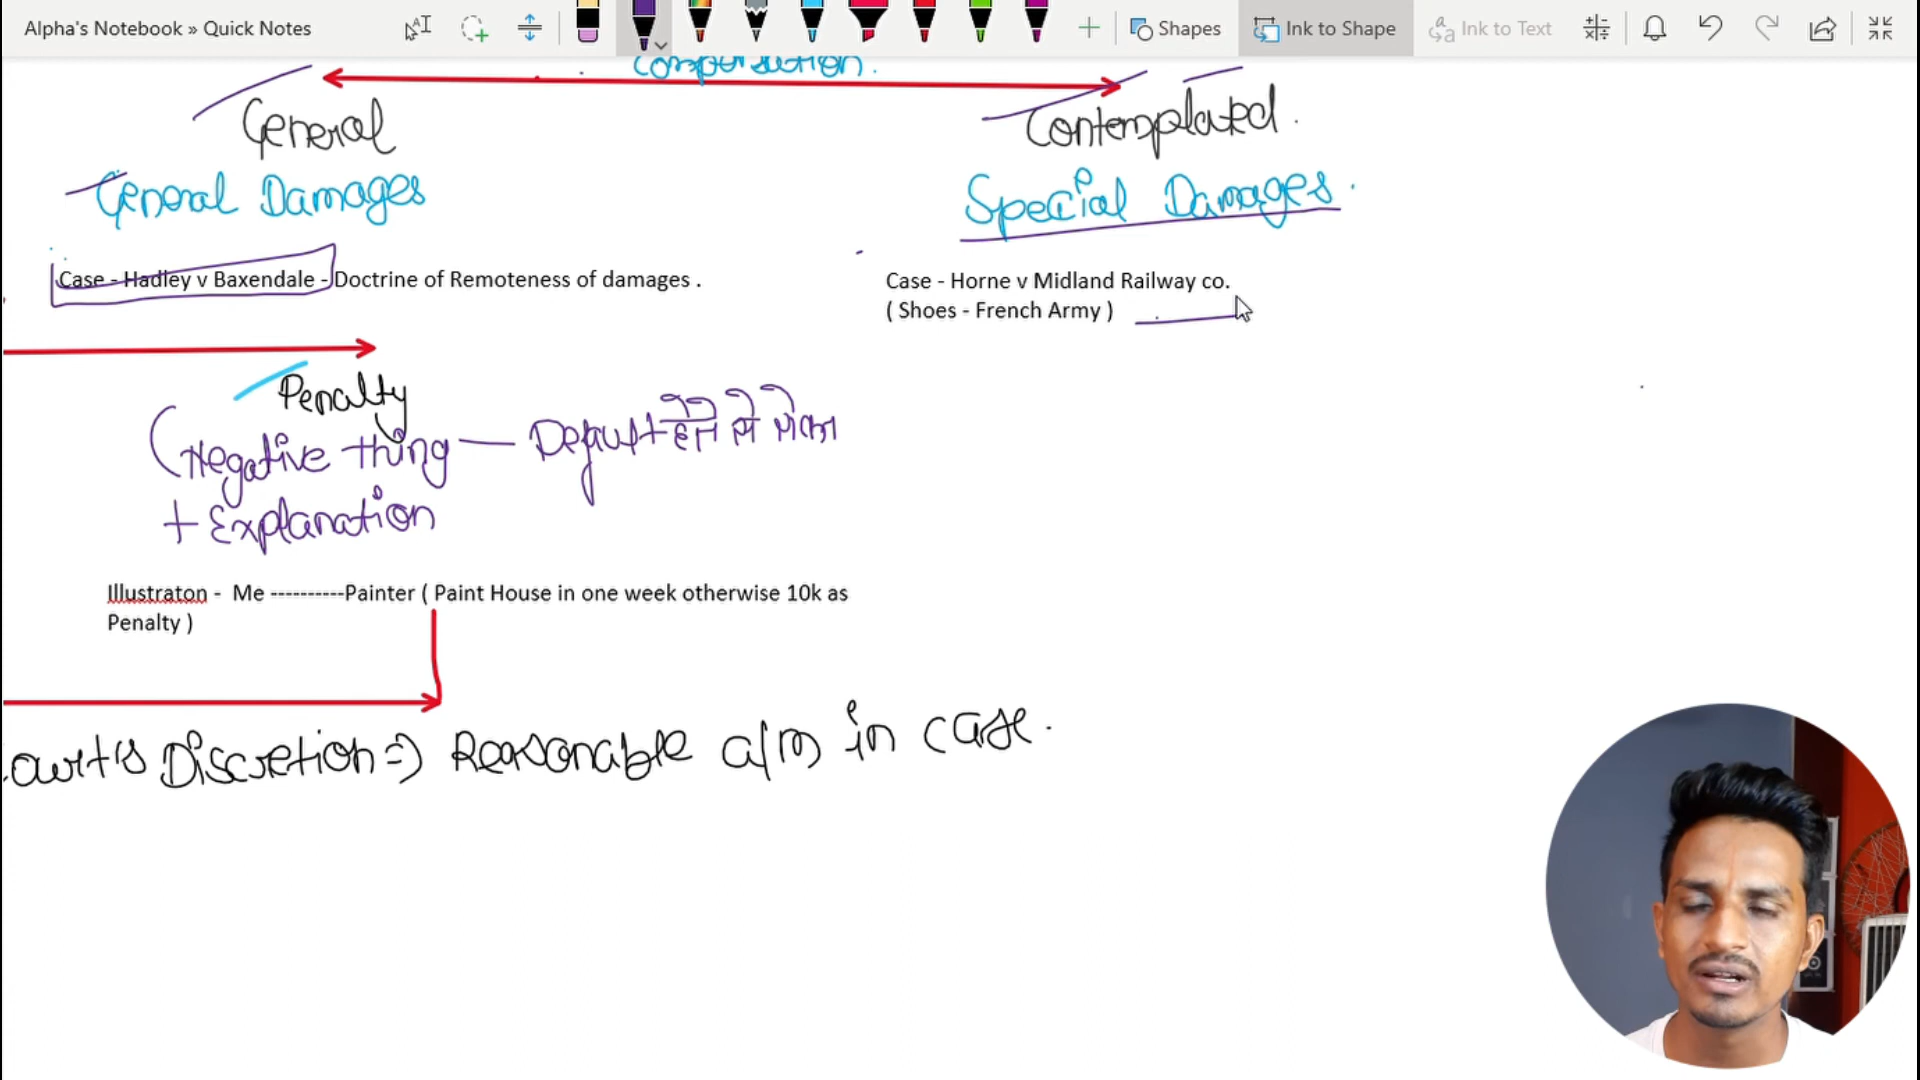 Alpha's Notebook » Quick Notes
Shapes
Ink to Shape
Ink to Text
Compensation.
General
Contemplated.
General Damages
Special Damages.
Case - Hadley v Baxendale - Doctrine of Remoteness of damages .
Case - Horne v Midland Railway co.
( Shoes - French Army )
Penalty
(Negative thing — Default
+ Explanation
Illustraton - Me ----------Painter ( Paint House in one week otherwise 10k as
Penalty )
Discretion => Reasonable a/m in case.